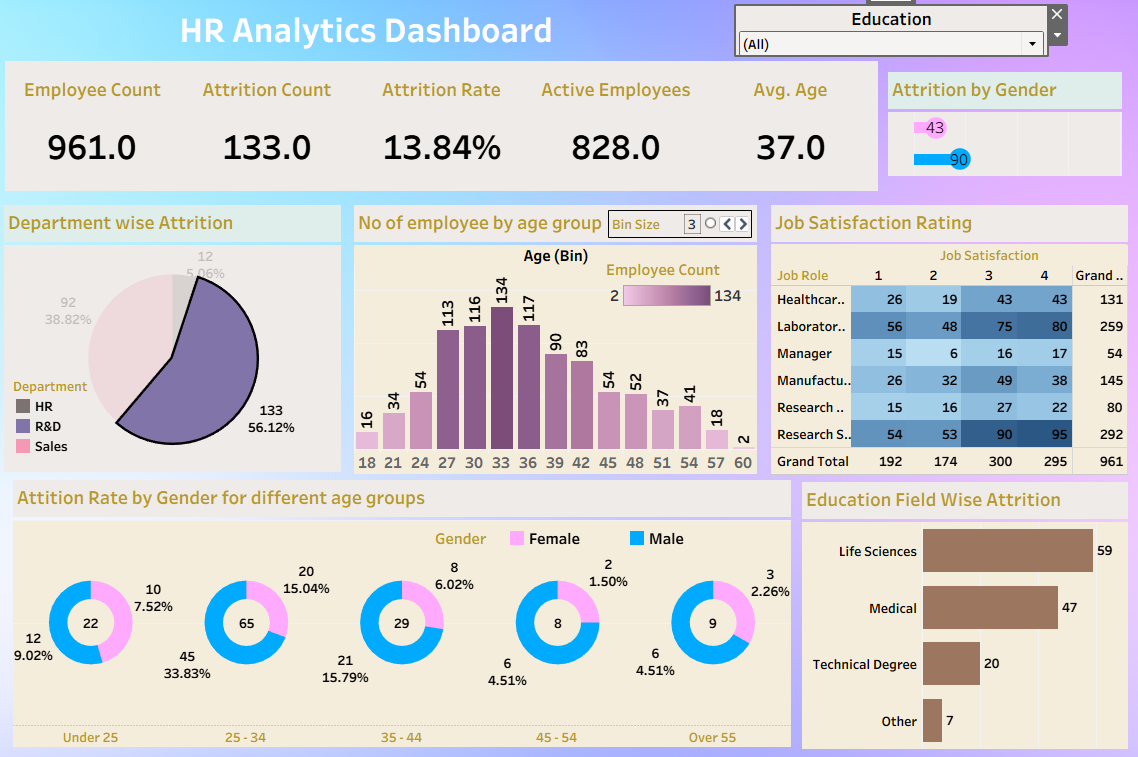 HR Analytics Dashboard
Education
(All)
Employee Count Attrition Count Attrition Rate Active Employees Avg. Age
961.0 133.0 13.84% 828.0 37.0
Attrition by Gender
43
90
Department wise Attrition
12
5.06%
92
38.82%
133
56.12%
Department
HR
R&D
Sales
No of employee by age group
Bin Size 3
Age (Bin)
Employee Count
2 134
16 34 54 113 116 134 117 90 83 54 52 37 41 18 2
18 21 24 27 30 33 36 39 42 45 48 51 54 57 60
Job Satisfaction Rating
Job Satisfaction
Job Role 1 2 3 4 Grand ..
Healthcar.. 26 19 43 43 131
Laborator.. 56 48 75 80 259
Manager 15 6 16 17 54
Manufactu.. 26 32 49 38 145
Research .. 15 16 27 22 80
Research S.. 54 53 90 95 292
Grand Total 192 174 300 295 961
Attition Rate by Gender for different age groups
Gender Female Male
10
7.52%
22
12
9.02%
20
15.04%
65
45
33.83%
8
6.02%
29
21
15.79%
2
1.50%
8
6
4.51%
3
2.26%
9
6
4.51%
Under 25 25 - 34 35 - 44 45 - 54 Over 55
Education Field Wise Attrition
Life Sciences 59
Medical 47
Technical Degree 20
Other 7